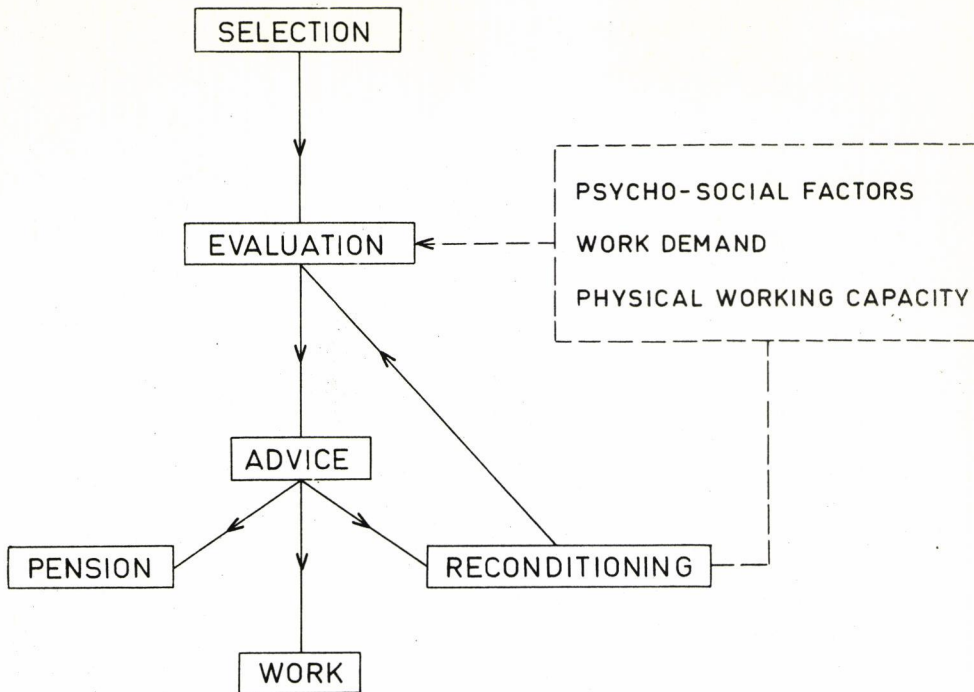 SELECTION
PSYCHO-SOCIAL FACTORS
EVALUATION
WORK DEMAND
PHYSICAL WORKING CAPACITY
ADVICE
PENSION
RECONDITIONING
WORK